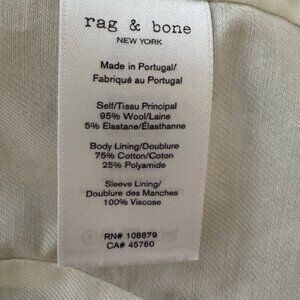 rag & bone
NEW YORK
Made in Portugal/
Fabriqué au Portugal
Self/Tissu Principal
95% Wool/Laine
5% Elastane/Élasthanne
Body Lining/Doublure
75% Cotton/Coton
25% Polyamide
Sleeve Lining/
Doublure des Manches
100% Viscose
RN# 108879
CA# 45760